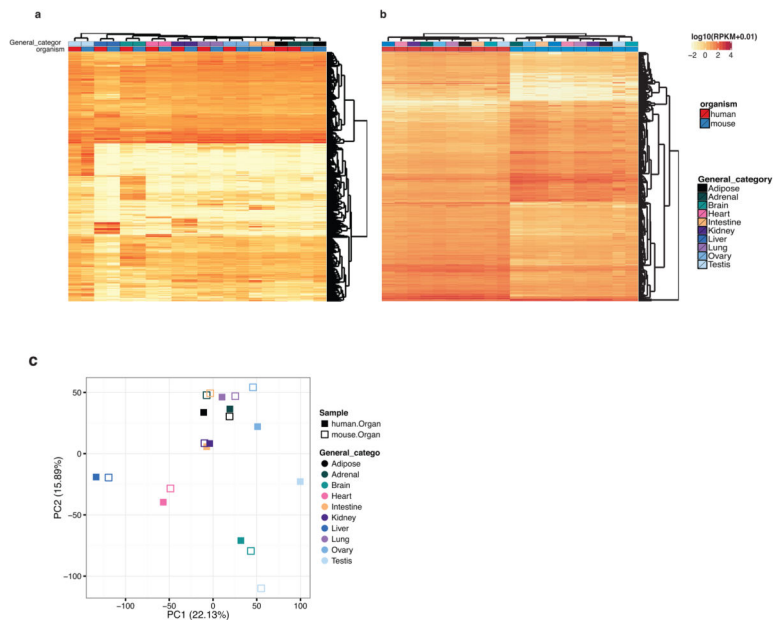 a
b
General_categor
organism
log10(RPKM+0.01)
−2 0 2 4
organism
human
mouse
General_category
Adipose
Adrenal
Brain
Heart
Intestine
Kidney
Liver
Lung
Ovary
Testis
c
50
0
−50
−100
PC2 (15.89%)
−100 −50 0 50 100
PC1 (22.13%)
Sample
human.Organ
mouse.Organ
General_catego
Adipose
Adrenal
Brain
Heart
Intestine
Kidney
Liver
Lung
Ovary
Testis